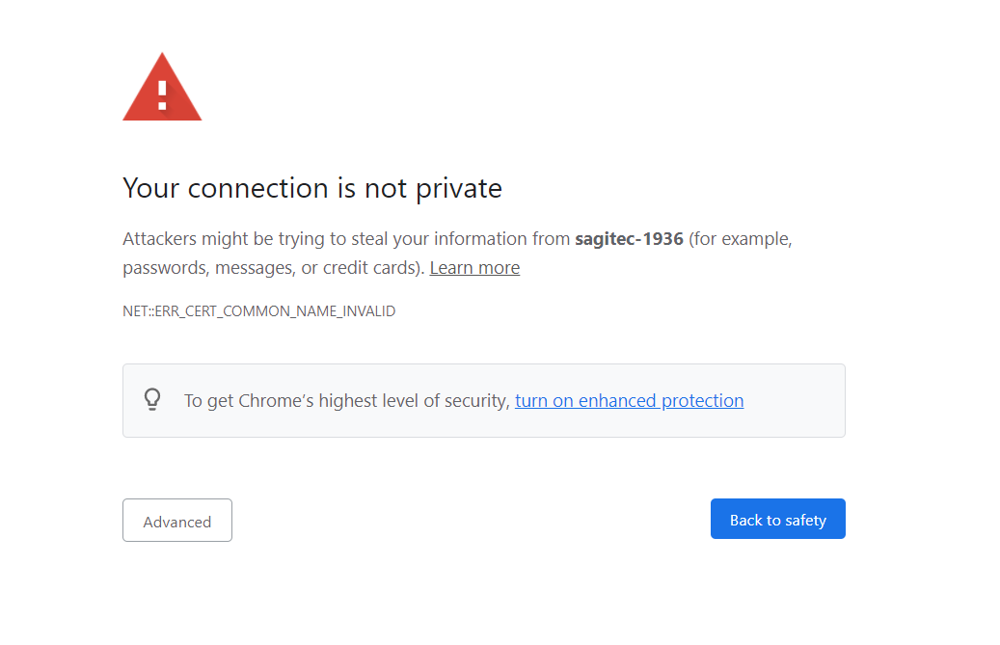 Your connection is not private
Attackers might be trying to steal your information from sagitec-1936 (for example,
passwords, messages, or credit cards). Learn more
NET::ERR_CERT_COMMON_NAME_INVALID
To get Chrome’s highest level of security, turn on enhanced protection
Advanced
Back to safety